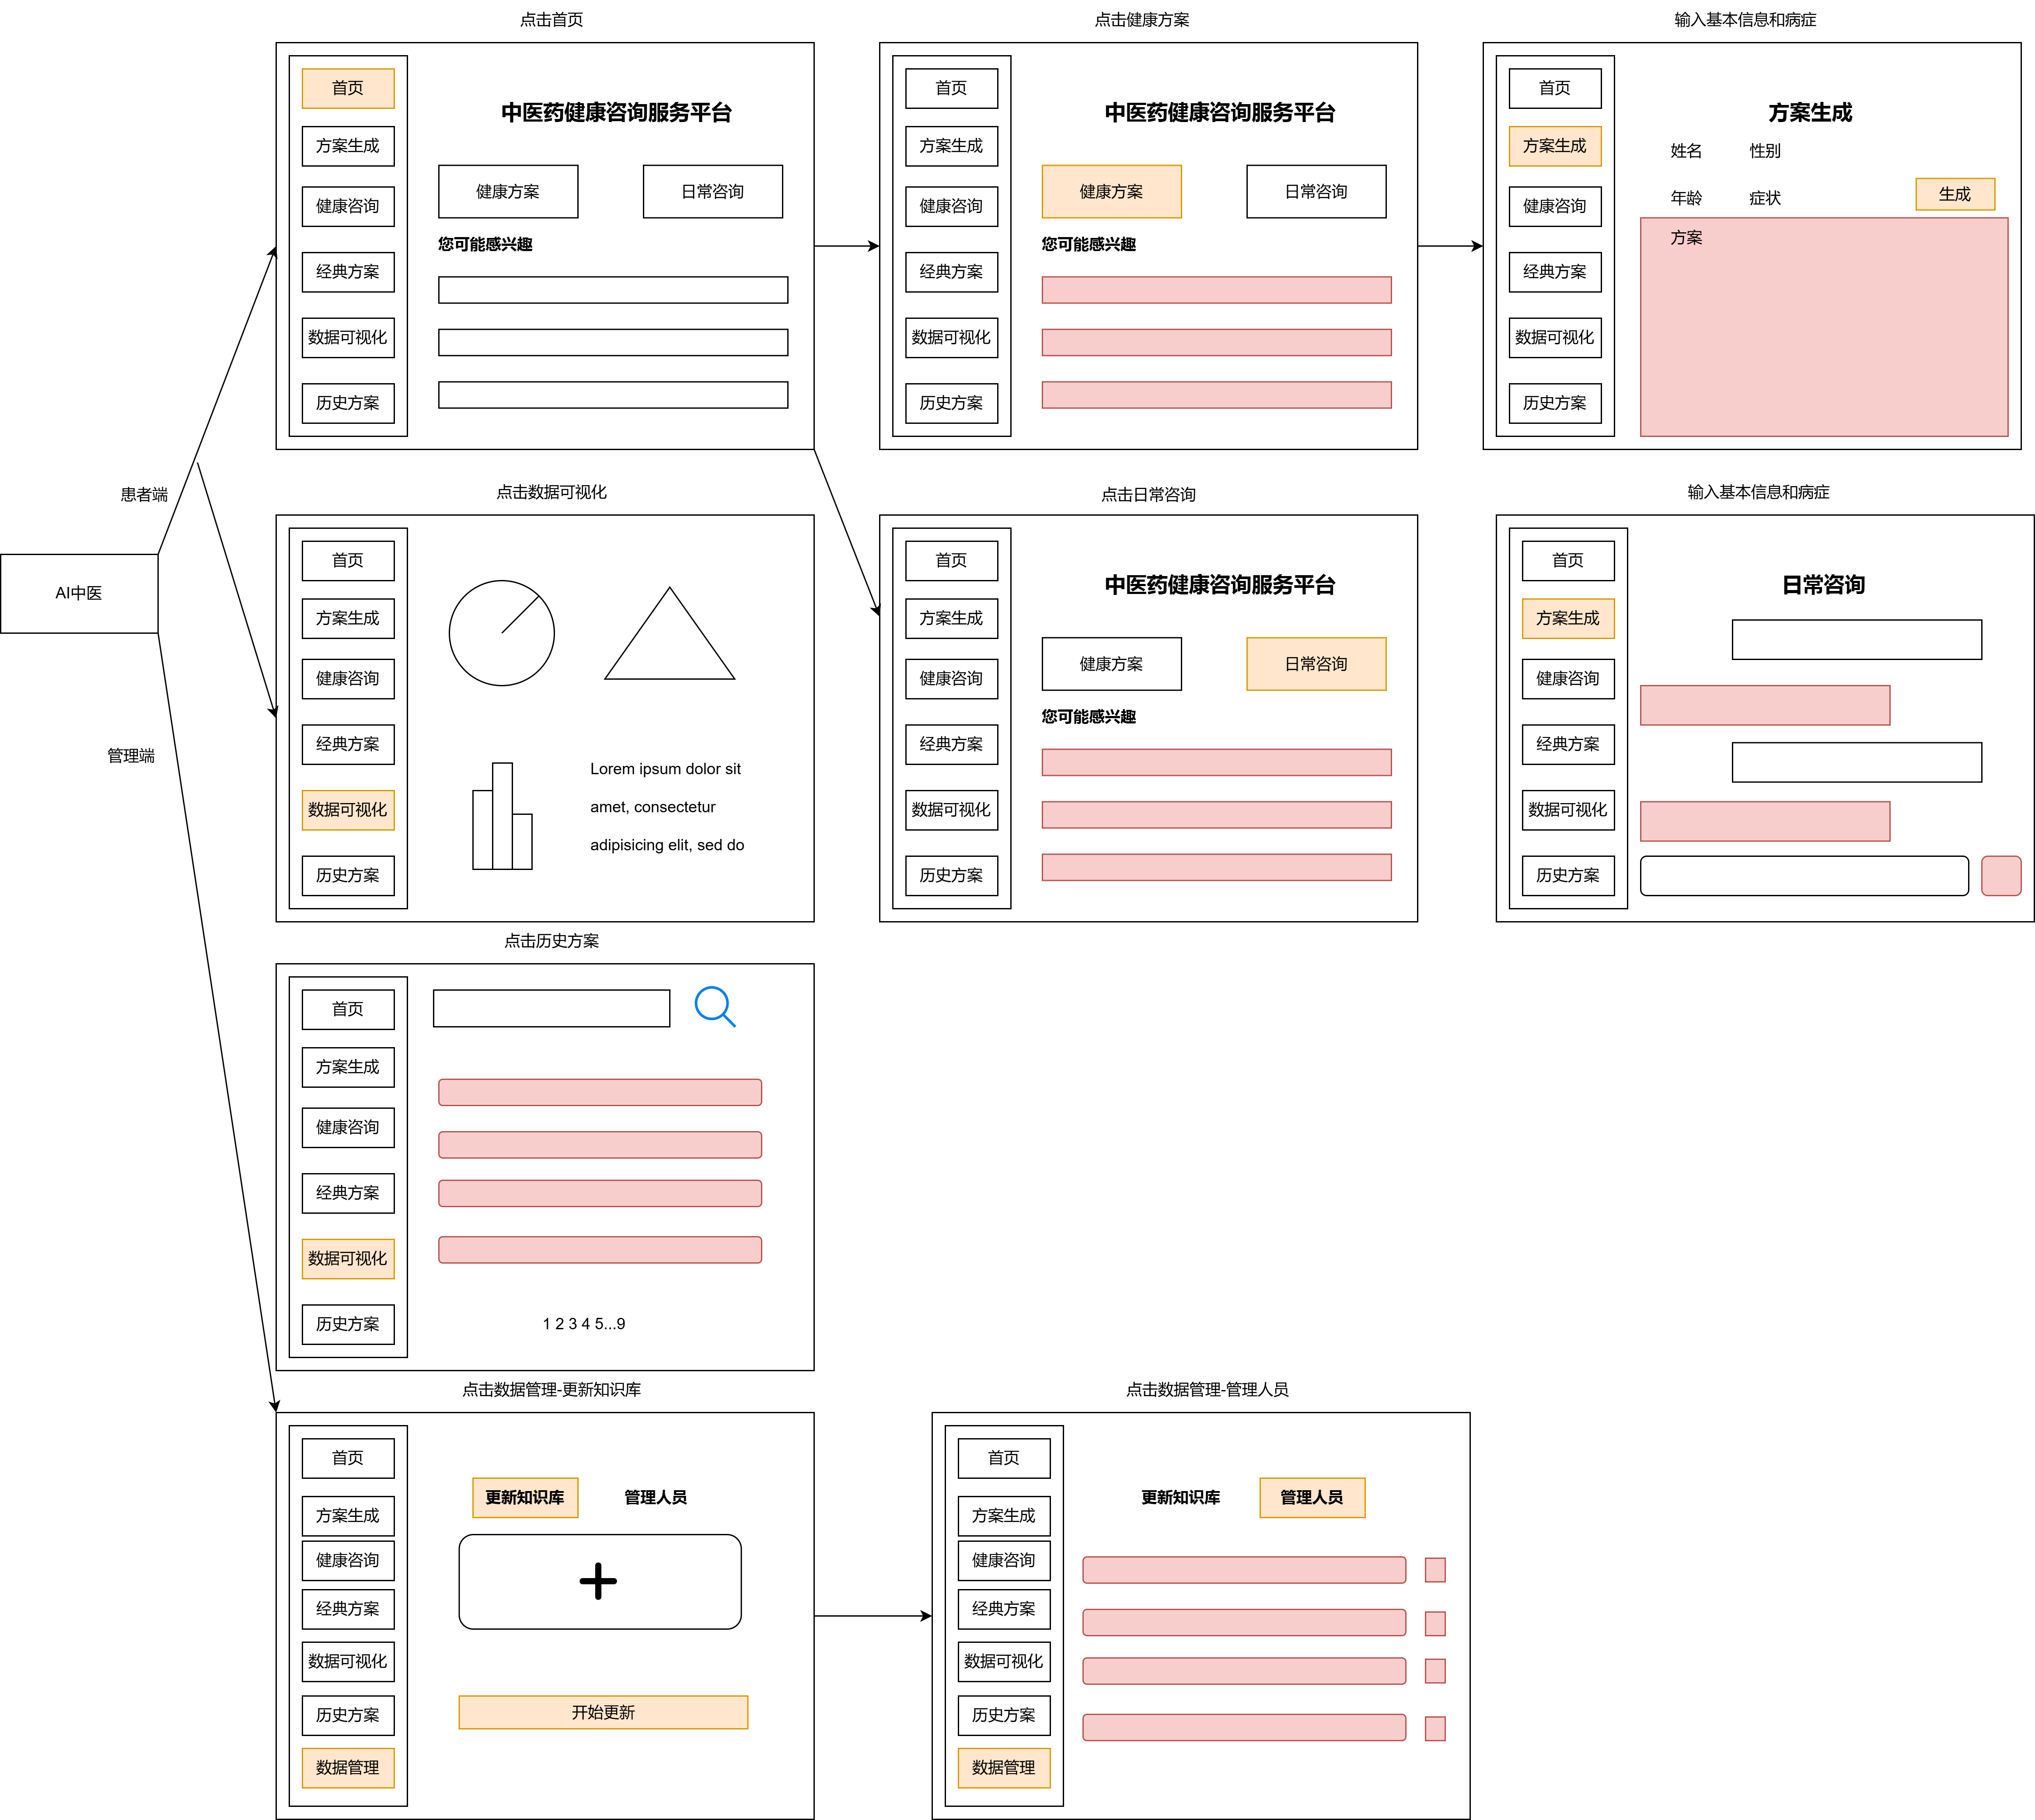 点击首页
首页
方案生成
健康咨询
经典方案
数据可视化
历史方案
中医药健康咨询服务平台
健康方案
日常咨询
您可能感兴趣
点击健康方案
首页
方案生成
健康咨询
经典方案
数据可视化
历史方案
中医药健康咨询服务平台
健康方案
日常咨询
您可能感兴趣
输入基本信息和病症
首页
方案生成
健康咨询
经典方案
数据可视化
历史方案
方案生成
姓名
性别
年龄
症状
生成
方案
患者端
AI中医
管理端
点击数据可视化
首页
方案生成
健康咨询
经典方案
数据可视化
历史方案
Lorem ipsum dolor sit
amet, consectetur
adipisicing elit, sed do
点击日常咨询
首页
方案生成
健康咨询
经典方案
数据可视化
历史方案
中医药健康咨询服务平台
健康方案
日常咨询
您可能感兴趣
输入基本信息和病症
首页
方案生成
健康咨询
经典方案
数据可视化
历史方案
日常咨询
点击历史方案
首页
方案生成
健康咨询
经典方案
数据可视化
历史方案
1 2 3 4 5...9
点击数据管理-更新知识库
首页
方案生成
健康咨询
经典方案
数据可视化
历史方案
数据管理
更新知识库
管理人员
开始更新
点击数据管理-管理人员
首页
方案生成
健康咨询
经典方案
数据可视化
历史方案
数据管理
更新知识库
管理人员